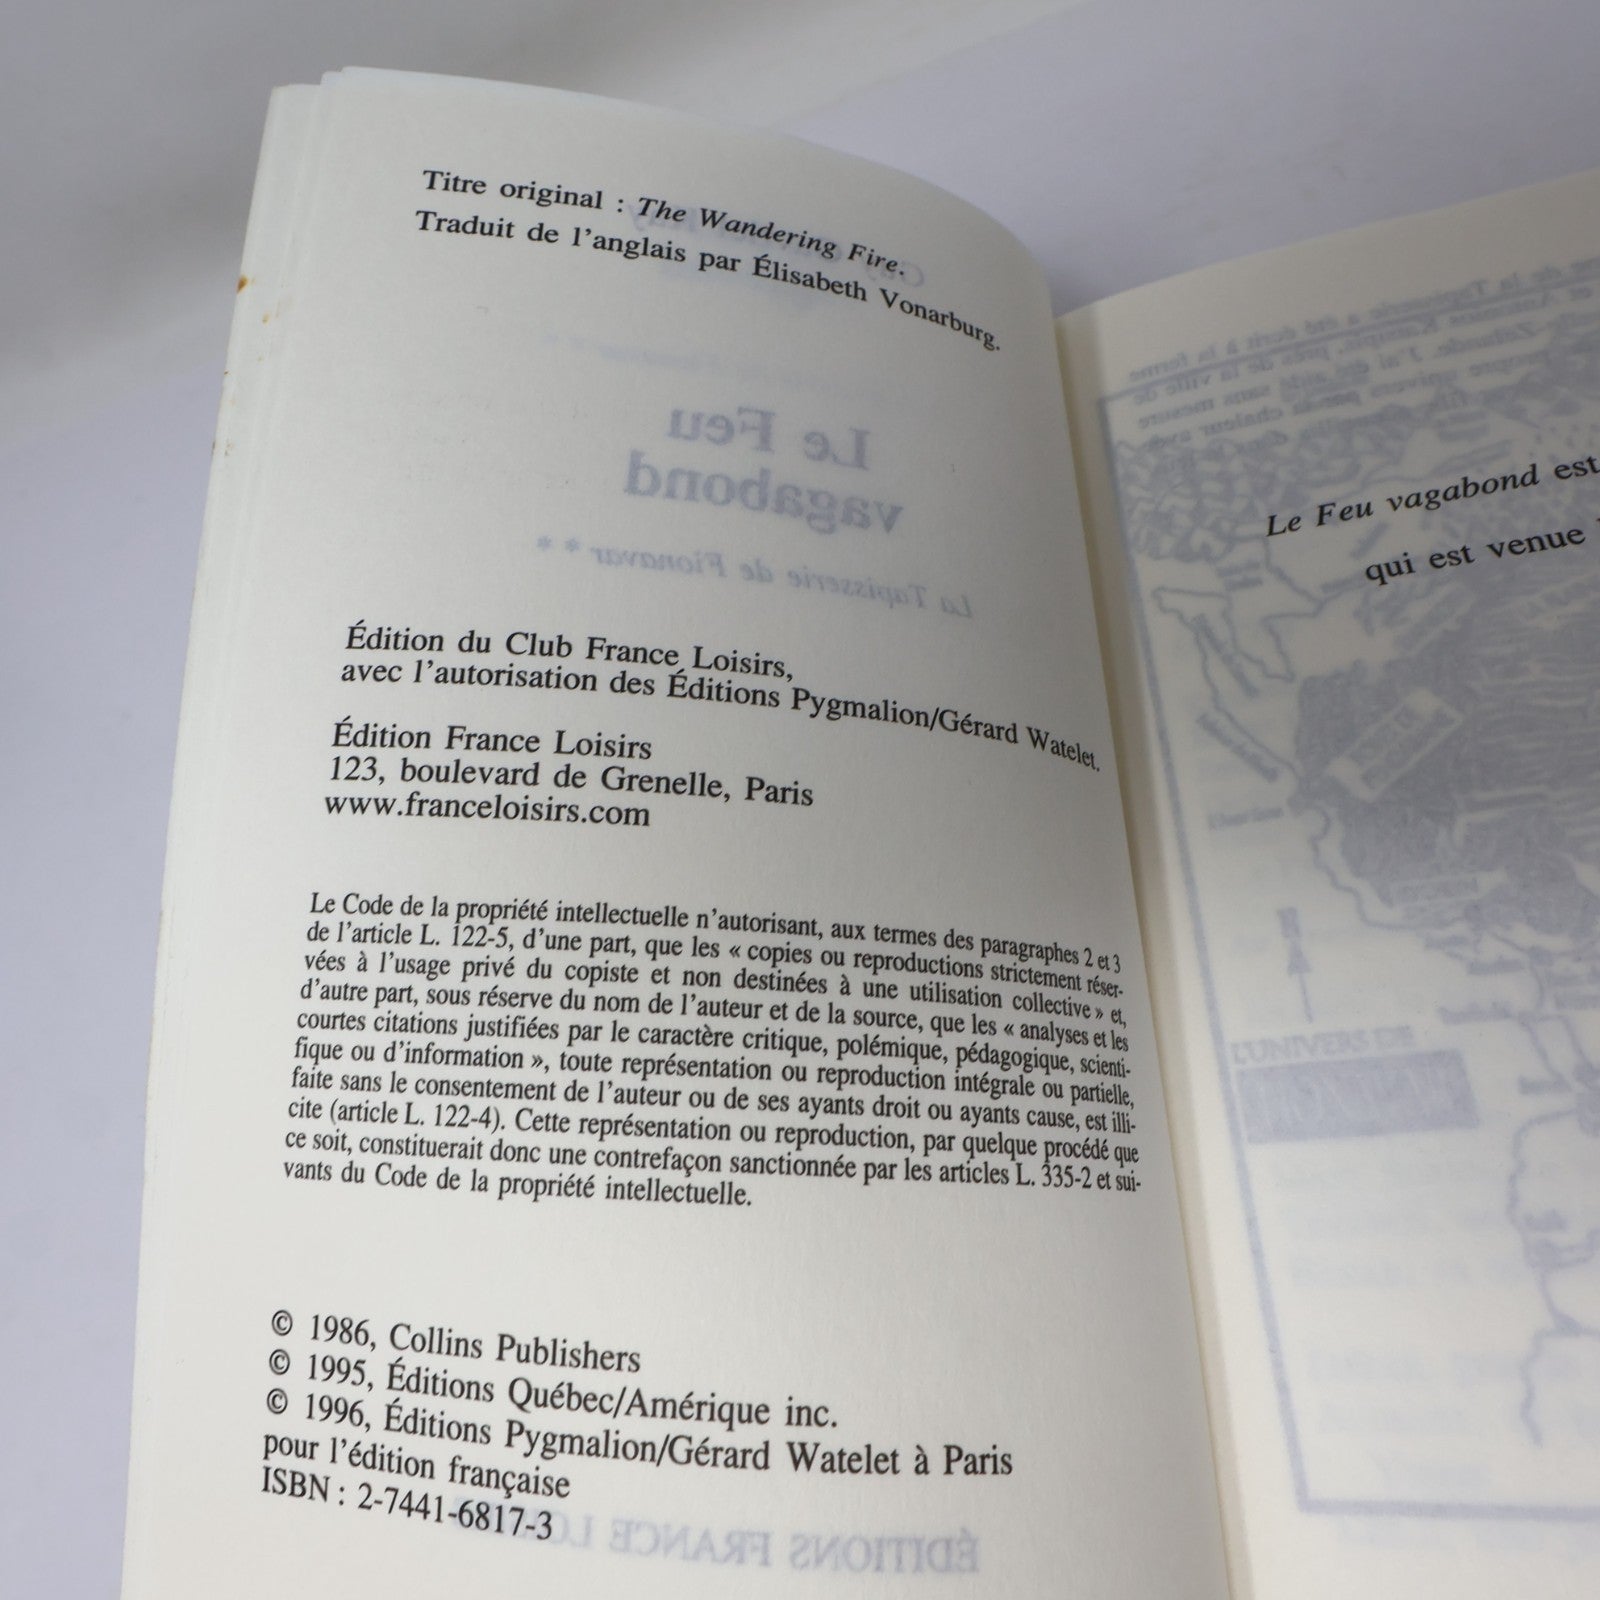 Titre original : The Wandering Fire.
Traduit de l'anglais par Élisabeth Vonarburg.
Le Feu
vagabond
La Tapisserie de Fionavar * *
Édition du Club France Loisirs,
avec l'autorisation des Éditions Pygmalion/Gérard Watelet.
Édition France Loisirs
123, boulevard de Grenelle, Paris
www.franceloisirs.com
Le Code de la propriété intellectuelle n'autorisant, aux termes des paragraphes 2 et 3
de l'article L. 122-5, d'une part, que les « copies ou reproductions strictement réser-
vées à l'usage privé du copiste et non destinées à une utilisation collective » et,
d'autre part, sous réserve du nom de l'auteur et de la source, que les « analyses et les
courtes citations justifiées par le caractère critique, polémique, pédagogique, scienti-
fique ou d'information », toute représentation ou reproduction intégrale ou partielle,
faite sans le consentement de l'auteur ou de ses ayants droit ou ayants cause, est illi-
cite (article L. 122-4). Cette représentation ou reproduction, par quelque procédé que
ce soit, constituerait donc une contrefaçon sanctionnée par les articles L. 335-2 et sui-
vants du Code de la propriété intellectuelle.
© 1986, Collins Publishers
© 1995, Éditions Québec/Amérique inc.
© 1996, Éditions Pygmalion/Gérard Watelet à Paris
pour l'édition française
ISBN : 2-7441-6817-3
ÉDITIONS FRANCE
Le Feu vagabond est
qui est venue